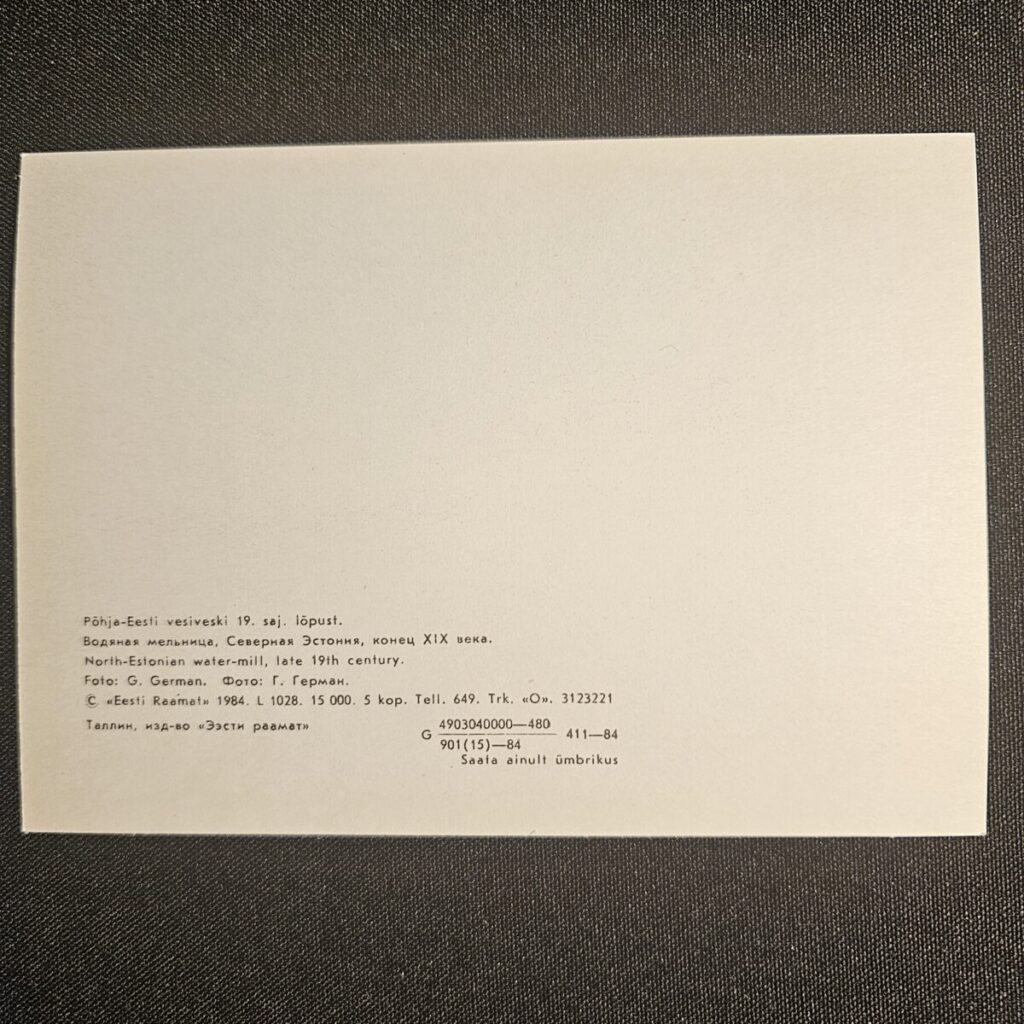 Põhja-Eesti vesiveski 19. saj. lõpust.
Водяная мельница, Северная Эстония, конец XIX века.
North-Estonian water-mill, late 19th century.
Foto: G. German. Фото: Г. Герман.
© «Eesti Raamat» 1984. L 1028. 15 000. 5 kop. Tell. 649. Trk. «O». 3123221
Таллин, изд-во «Ээсти раамат»
G 4903040000—480 411—84
901(15)—84
Saata ainult ümbrikus